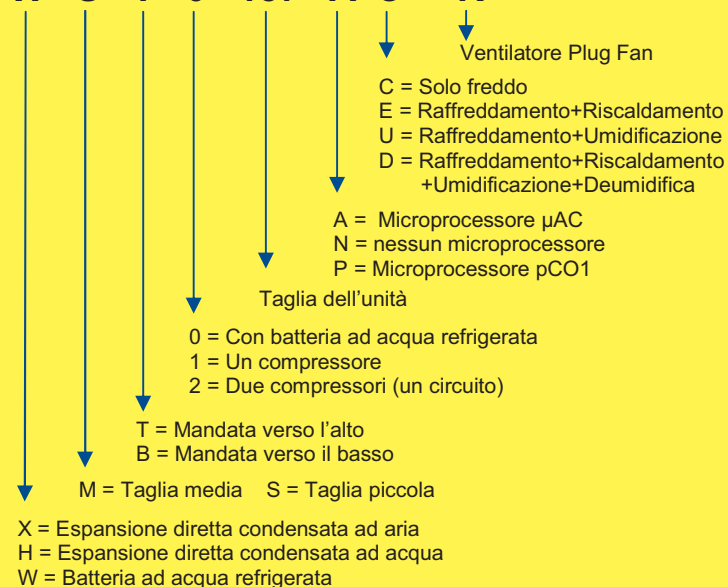 Ventilatore Plug Fan
C = Solo freddo
E = Raffreddamento+Riscaldamento
U = Raffreddamento+Umidificazione
D = Raffreddamento+Riscaldamento
+Umidificazione+Deumidifica
A = Microprocessore µAC
N = nessun microprocessore
P = Microprocessore pCO1
Taglia dell'unità
0 = Con batteria ad acqua refrigerata
1 = Un compressore
2 = Due compressori (un circuito)
T = Mandata verso l'alto
B = Mandata verso il basso
M = Taglia media S = Taglia piccola
X = Espansione diretta condensata ad aria
H = Espansione diretta condensata ad acqua
W = Batteria ad acqua refrigerata